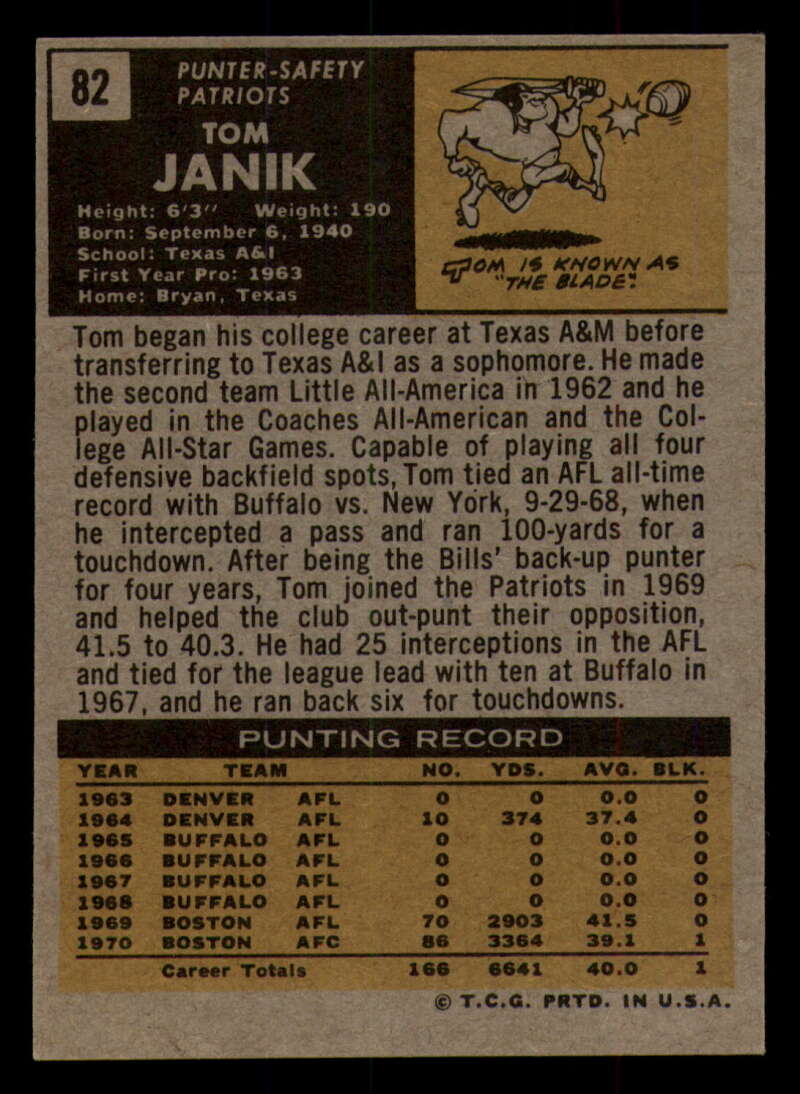 82
PUNTER-SAFETY
PATRIOTS
TOM
JANIK
Height: 6'3" Weight: 190
Born: September 6, 1940
School: Texas A&I
First Year Pro: 1963
Home: Bryan, Texas
TOM IS KNOWN AS
"THE BLADE".
Tom began his college career at Texas A&M before
transferring to Texas A&I as a sophomore. He made
the second team Little All-America in 1962 and he
played in the Coaches All-American and the Col-
lege All-Star Games. Capable of playing all four
defensive backfield spots, Tom tied an AFL all-time
record with Buffalo vs. New York, 9-29-68, when
he intercepted a pass and ran 100-yards for a
touchdown. After being the Bills' back-up punter
for four years, Tom joined the Patriots in 1969
and helped the club out-punt their opposition,
41.5 to 40.3. He had 25 interceptions in the AFL
and tied for the league lead with ten at Buffalo in
1967, and he ran back six for touchdowns.
PUNTING RECORD
YEAR TEAM NO. YDS. AVG. BLK.
1963 DENVER AFL 0 0 0.0 0
1964 DENVER AFL 10 374 37.4 0
1965 BUFFALO AFL 0 0 0.0 0
1966 BUFFALO AFL 0 0 0.0 0
1967 BUFFALO AFL 0 0 0.0 0
1968 BUFFALO AFL 0 0 0.0 0
1969 BOSTON AFL 70 2903 41.5 0
1970 BOSTON AFC 86 3364 39.1 1
Career Totals 166 6641 40.0 1
© T.C.G. PRTD. IN U.S.A.